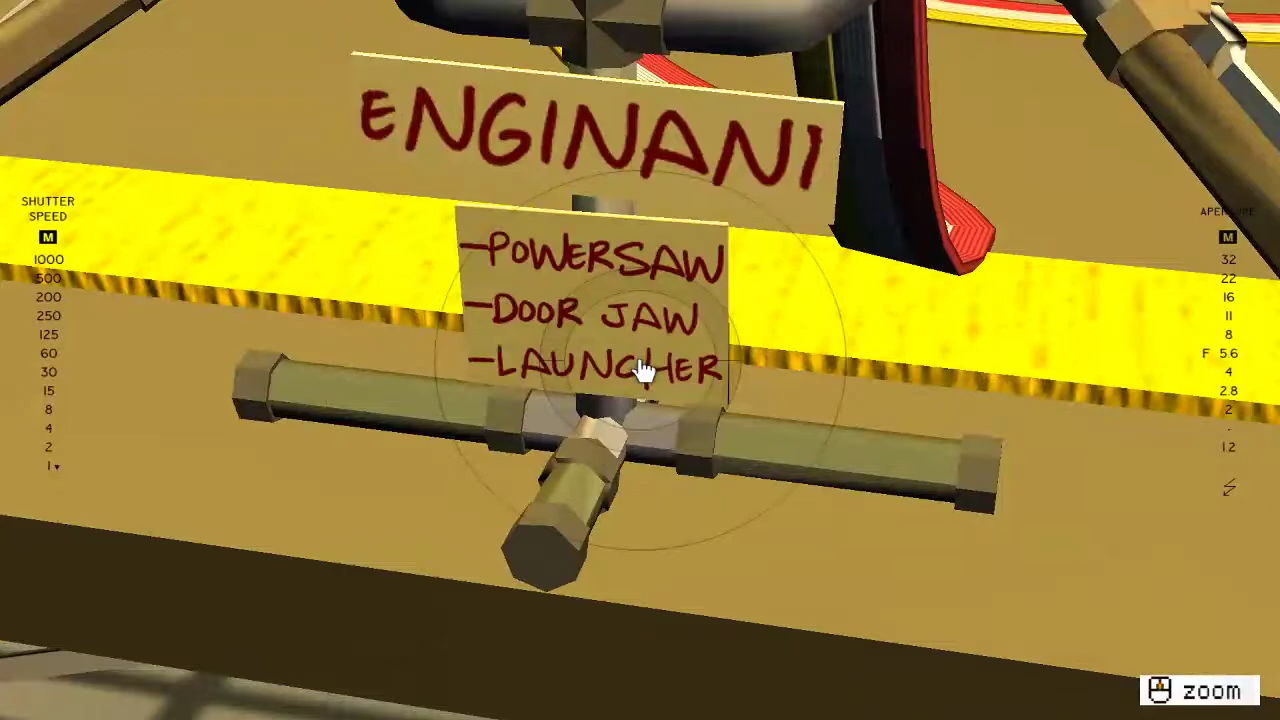 ENGINANI
-POWERSAW
-DOOR JAW
-LAUNCHER
SHUTTER
SPEED
M
1000
500
200
250
125
60
30
15
8
4
2
1
M
32
22
16
11
8
F 5.6
4
2.8
2
1.2
zoom